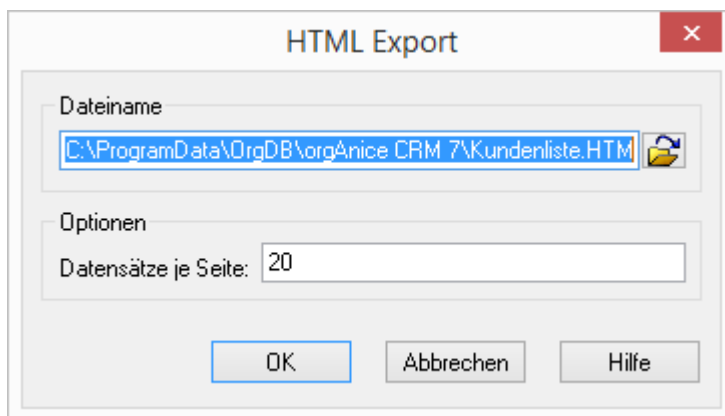 HTML Export
Dateiname
C:\ProgramData\OrgDB\orgAnice CRM 7\Kundenliste.HTM
Optionen
Datensätze je Seite: 20
OK Abbrechen Hilfe